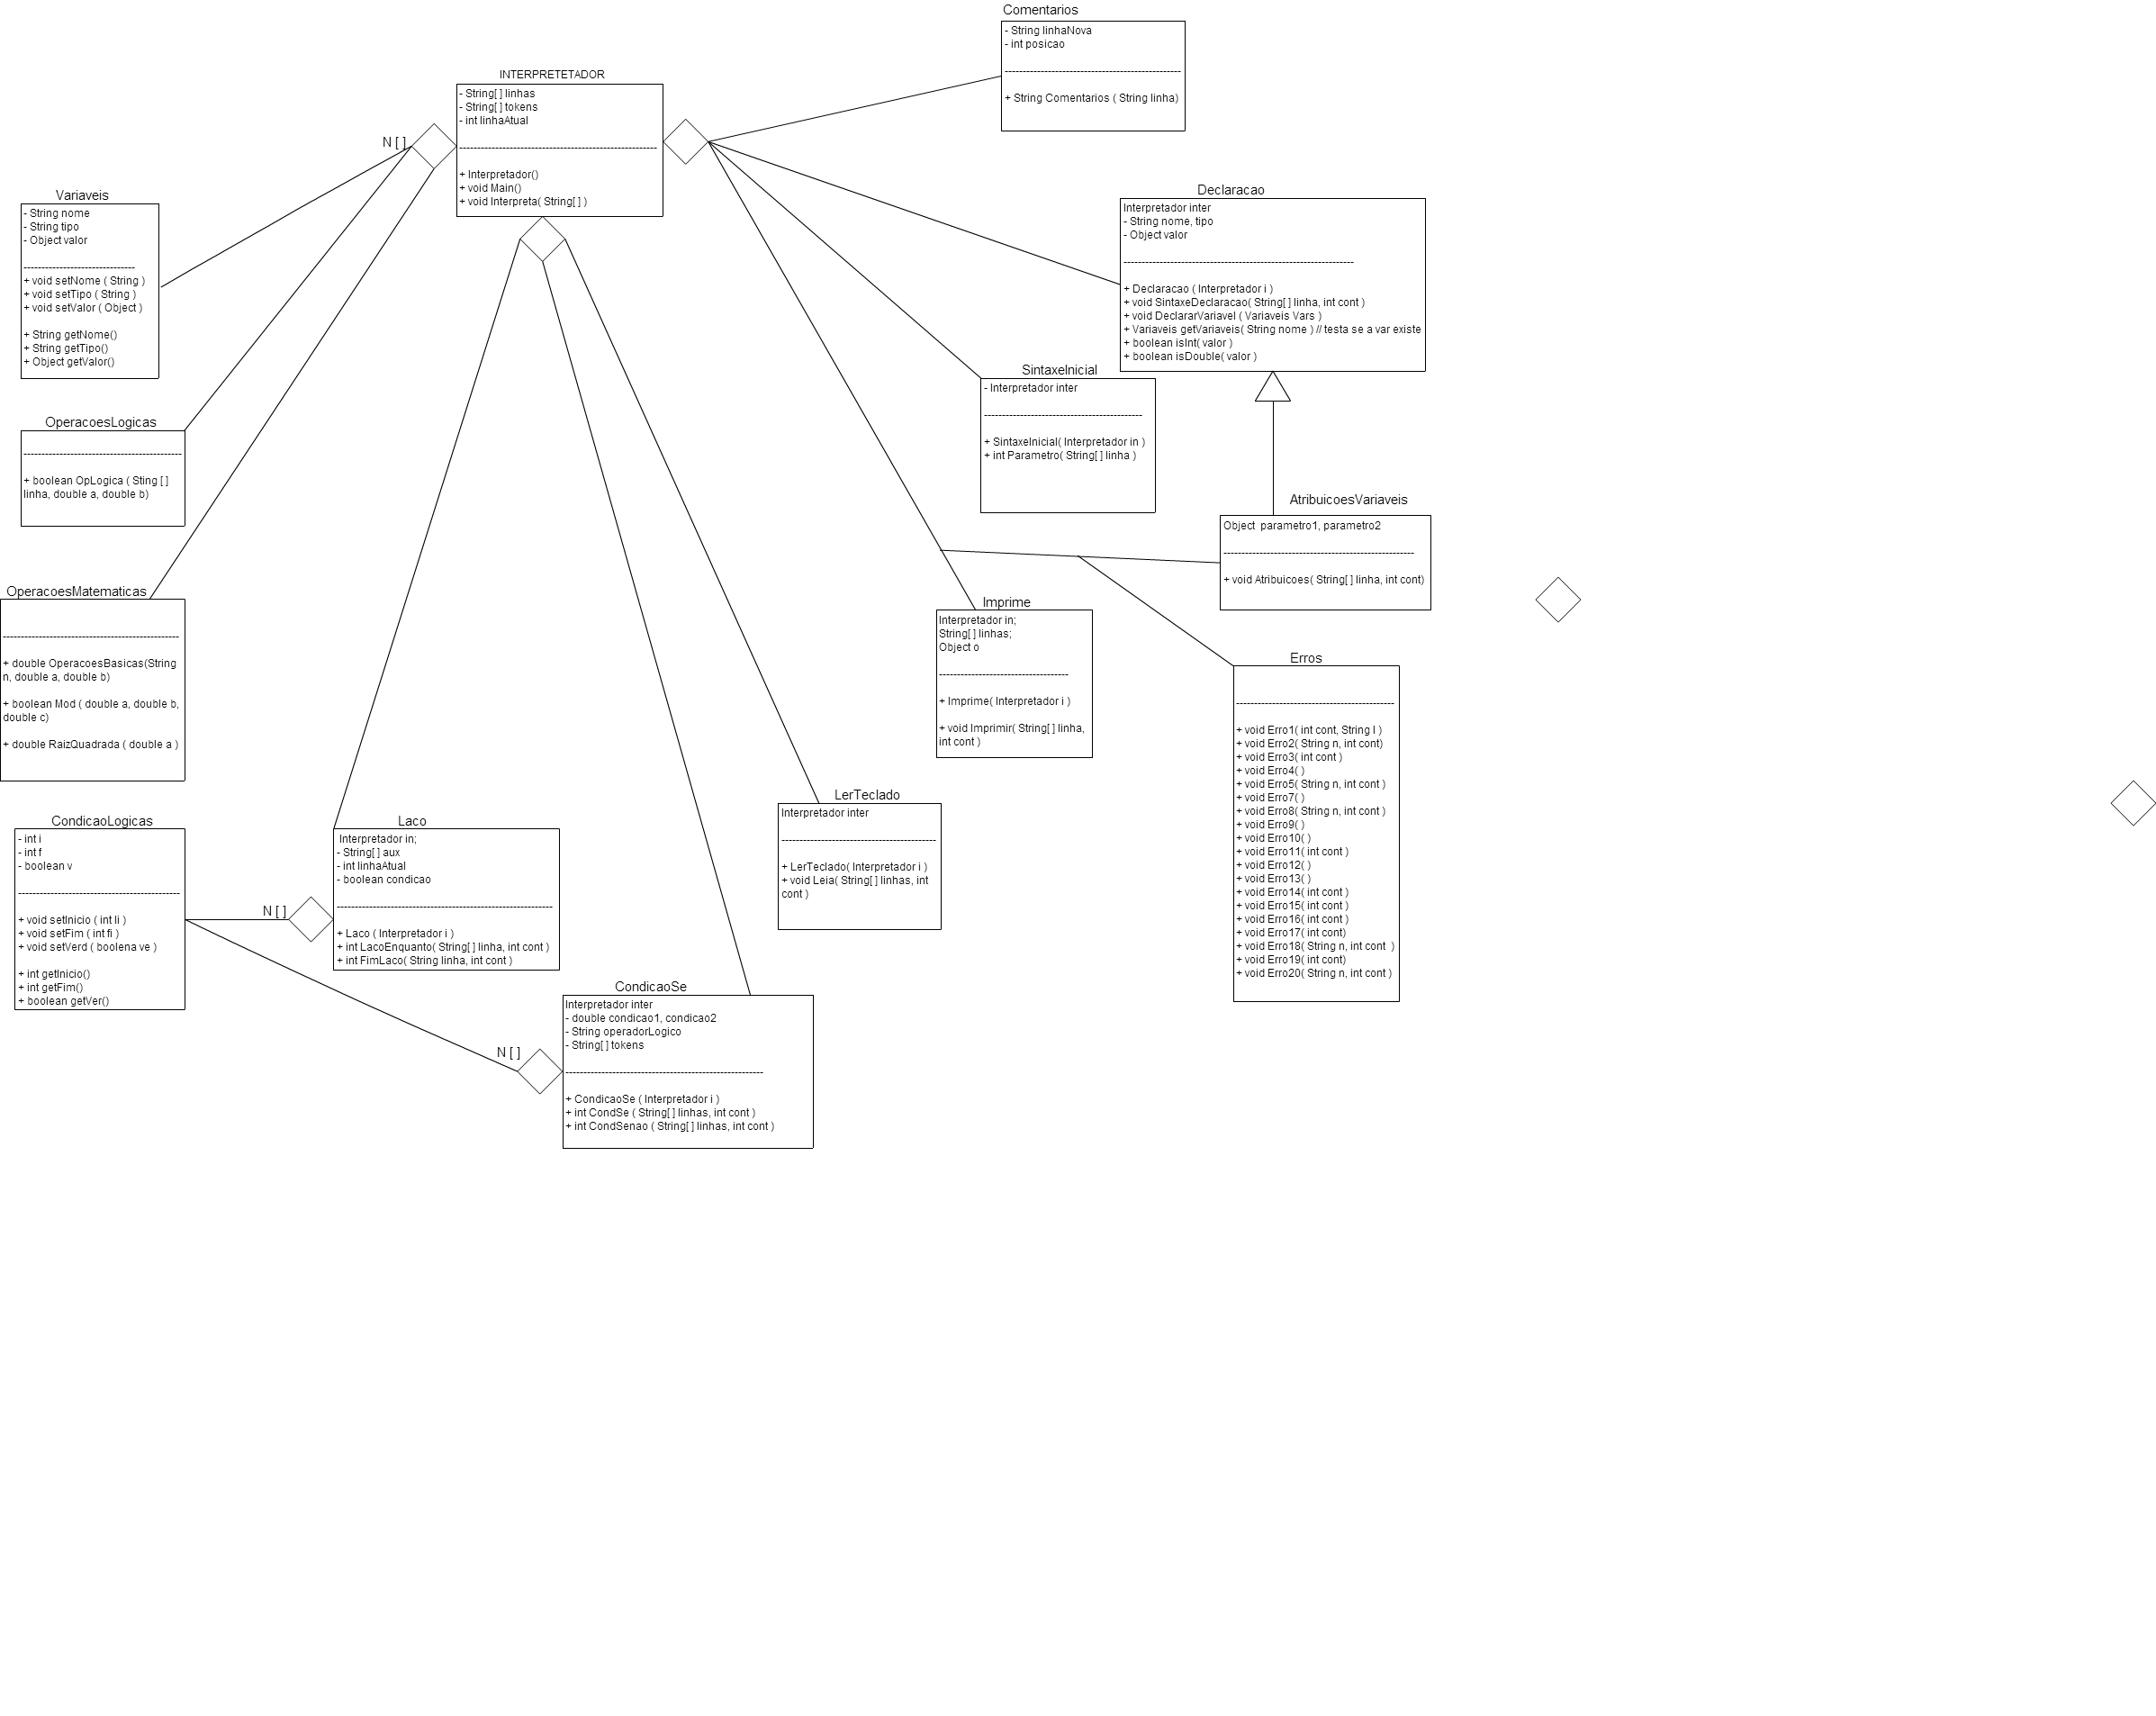 Comentarios
- String linhaNova
- int posicao
-------------------------------------------------
+ String Comentarios ( String linha)
INTERPRETETADOR
- String[ ] linhas
- String[ ] tokens
- int linhaAtual
-------------------------------------------------------
+ Interpretador()
+ void Main()
+ void Interpreta( String[ ] )
N [ ]
Variaveis
- String nome
- String tipo
- Object valor
-------------------------------
+ void setNome ( String )
+ void setTipo ( String )
+ void setValor ( Object )
+ String getNome()
+ String getTipo()
+ Object getValor()
Declaracao
Interpretador inter
- String nome, tipo
- Object valor
----------------------------------------------------------------
+ Declaracao ( Interpretador i )
+ void SintaxeDeclaracao( String[ ] linha, int cont )
+ void DeclararVariavel ( Variaveis Vars )
+ Variaveis getVariaveis( String nome ) // testa se a var existe
+ boolean isInt( valor )
+ boolean isDouble( valor )
SintaxeInicial
- Interpretador inter
--------------------------------------------
+ SintaxeInicial( Interpretador in )
+ int Parametro( String[ ] linha )
OperacoesLogicas
--------------------------------------------
+ boolean OpLogica ( Sting [ ]
linha, double a, double b)
AtribuicoesVariaveis
Object  parametro1, parametro2
-----------------------------------------------------
+ void Atribuicoes( String[ ] linha, int cont)
OperacoesMatematicas
-------------------------------------------------
+ double OperacoesBasicas(String
n, double a, double b)
+ boolean Mod ( double a, double b,
double c)
+ double RaizQuadrada ( double a )
Imprime
Interpretador in;
String[ ] linhas;
Object o
------------------------------------
+ Imprime( Interpretador i )
+ void Imprimir( String[ ] linha,
int cont )
Erros
--------------------------------------------
+ void Erro1( int cont, String l )
+ void Erro2( String n, int cont)
+ void Erro3( int cont )
+ void Erro4( )
+ void Erro5( String n, int cont )
+ void Erro7( )
+ void Erro8( String n, int cont )
+ void Erro9( )
+ void Erro10( )
+ void Erro11( int cont )
+ void Erro12( )
+ void Erro13( )
+ void Erro14( int cont )
+ void Erro15( int cont )
+ void Erro16( int cont )
+ void Erro17( int cont)
+ void Erro18( String n, int cont  )
+ void Erro19( int cont)
+ void Erro20( String n, int cont )
LerTeclado
Interpretador inter
-------------------------------------------
+ LerTeclado( Interpretador i )
+ void Leia( String[ ] linhas, int
cont )
CondicaoLogicas
- int i
- int f
- boolean v
---------------------------------------------
+ void setInicio ( int Ii )
+ void setFim ( int fi )
+ void setVerd ( boolena ve )
+ int getInicio()
+ int getFim()
+ boolean getVer()
N [ ]
Laco
Interpretador in;
- String[ ] aux
- int linhaAtual
- boolean condicao
------------------------------------------------------------
+ Laco ( Interpretador i )
+ int LacoEnquanto( String[ ] linha, int cont )
+ int FimLaco( String linha, int cont )
N [ ]
CondicaoSe
Interpretador inter
- double condicao1, condicao2
- String operadorLogico
- String[ ] tokens
-------------------------------------------------------
+ CondicaoSe ( Interpretador i )
+ int CondSe ( String[ ] linhas, int cont )
+ int CondSenao ( String[ ] linhas, int cont )